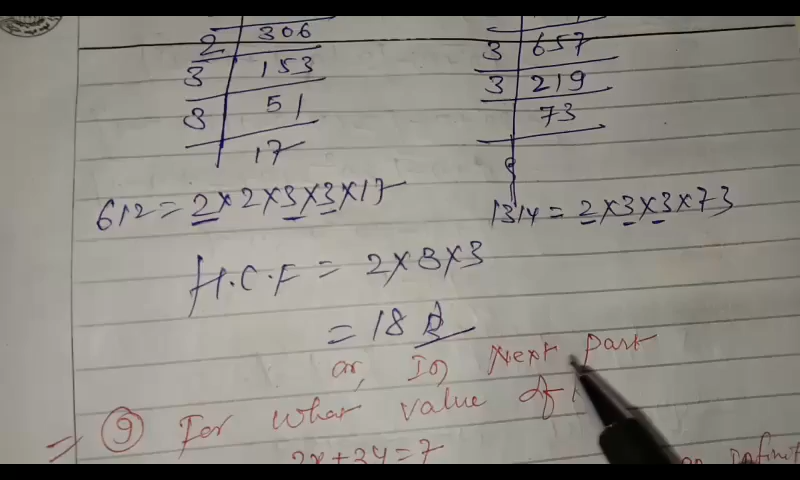 2 306
3 153
3 51
17
3 657
3 219
73
612 = 2×2×3×3×17
1314 = 2×3×3×73
H.C.F = 2×3×3
= 18
or, In Next part
⇒ 9 For what value of
2x+3y=7